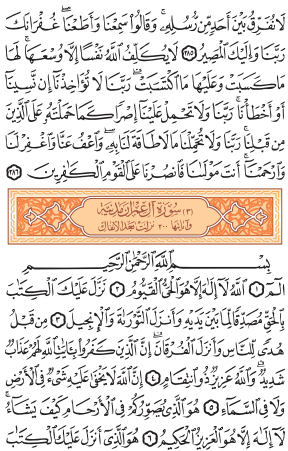 لَا نُفَرِّقُ بَيْنَ أَحَدٍ مِّن رُّسُلِهِۦ ۚ وَقَالُوا۟ سَمِعْنَا وَأَطَعْنَا ۖ غُفْرَانَكَ
رَبَّنَا وَإِلَيْكَ ٱلْمَصِيرُ ٢٨٥ لَا يُكَلِّفُ ٱللَّهُ نَفْسًا إِلَّا وُسْعَهَا ۚ لَهَا
مَا كَسَبَتْ وَعَلَيْهَا مَا ٱكْتَسَبَتْ ۗ رَبَّنَا لَا تُؤَاخِذْنَآ إِن نَّسِينَآ
أَوْ أَخْطَأْنَا ۚ رَبَّنَا وَلَا تَحْمِلْ عَلَيْنَآ إِصْرًا كَمَا حَمَلْتَهُۥ عَلَى ٱلَّذِينَ
مِن قَبْلِنَا ۚ رَبَّنَا وَلَا تُحَمِّلْنَا مَا لَا طَاقَةَ لَنَا بِهِۦ ۖ وَٱعْفُ عَنَّا وَٱغْفِرْ لَنَا
وَٱرْحَمْنَآ ۚ أَنتَ مَوْلَىٰنَا فَٱنصُرْنَا عَلَى ٱلْقَوْمِ ٱلْكَٰفِرِينَ ٢٨٦
(٣) سُورَةُ آلِ عِمْرَانَ مَدَنِيَّة
وَآيَاتُهَا ٢٠٠ نَزَلَتْ بَعْدَ الأَنفَالِ
بِسْمِ ٱللَّهِ ٱلرَّحْمَٰنِ ٱلرَّحِيمِ
الٓمٓ ١ ٱللَّهُ لَآ إِلَٰهَ إِلَّا هُوَ ٱلْحَىُّ ٱلْقَيُّومُ ٢ نَزَّلَ عَلَيْكَ ٱلْكِتَٰبَ
بِٱلْحَقِّ مُصَدِّقًا لِّمَا بَيْنَ يَدَيْهِ وَأَنزَلَ ٱلتَّوْرَىٰةَ وَٱلْإِنجِيلَ ٣ مِن قَبْلُ
هُدًى لِّلنَّاسِ وَأَنزَلَ ٱلْفُرْقَانَ ۗ إِنَّ ٱلَّذِينَ كَفَرُوا۟ بِـَٔايَٰتِ ٱللَّهِ لَهُمْ عَذَابٌ
شَدِيدٌ ۗ وَٱللَّهُ عَزِيزٌ ذُو ٱنتِقَامٍ ٤ إِنَّ ٱللَّهَ لَا يَخْفَىٰ عَلَيْهِ شَىْءٌ فِى ٱلْأَرْضِ
وَلَا فِى ٱلسَّمَآءِ ٥ هُوَ ٱلَّذِى يُصَوِّرُكُمْ فِى ٱلْأَرْحَامِ كَيْفَ يَشَآءُ ۚ
لَآ إِلَٰهَ إِلَّا هُوَ ٱلْعَزِيزُ ٱلْحَكِيمُ ٦ هُوَ ٱلَّذِىٓ أَنزَلَ عَلَيْكَ ٱلْكِتَٰبَ